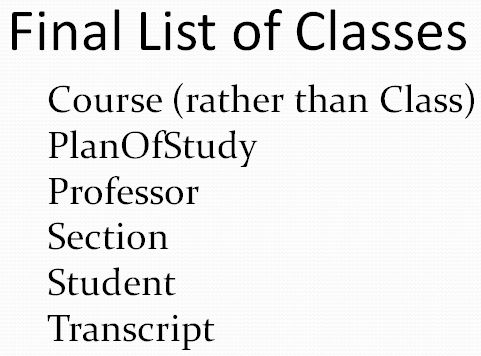 Final List of Classes
Course (rather than Class)
PlanOfStudy
Professor
Section
Student
Transcript